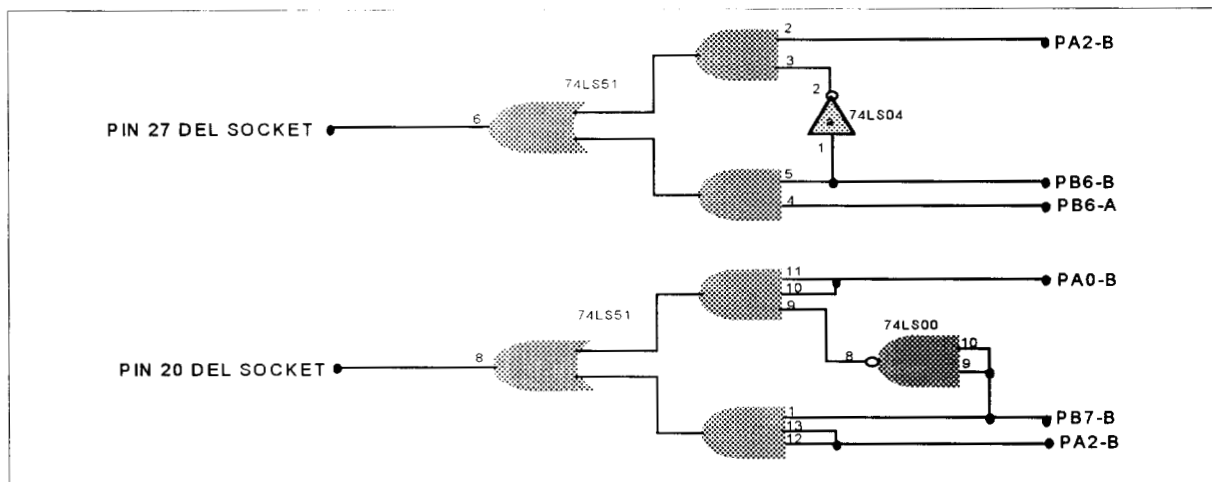 2
PA2-B
3
74LS51
2
6
PIN 27 DEL SOCKET
74LS04
1
5
PB6-B
4
PB6-A
11
PA0-B
10
9
74LS51
74LS00
10
8
8
9
PIN 20 DEL SOCKET
1
PB7-B
13
12
PA2-B